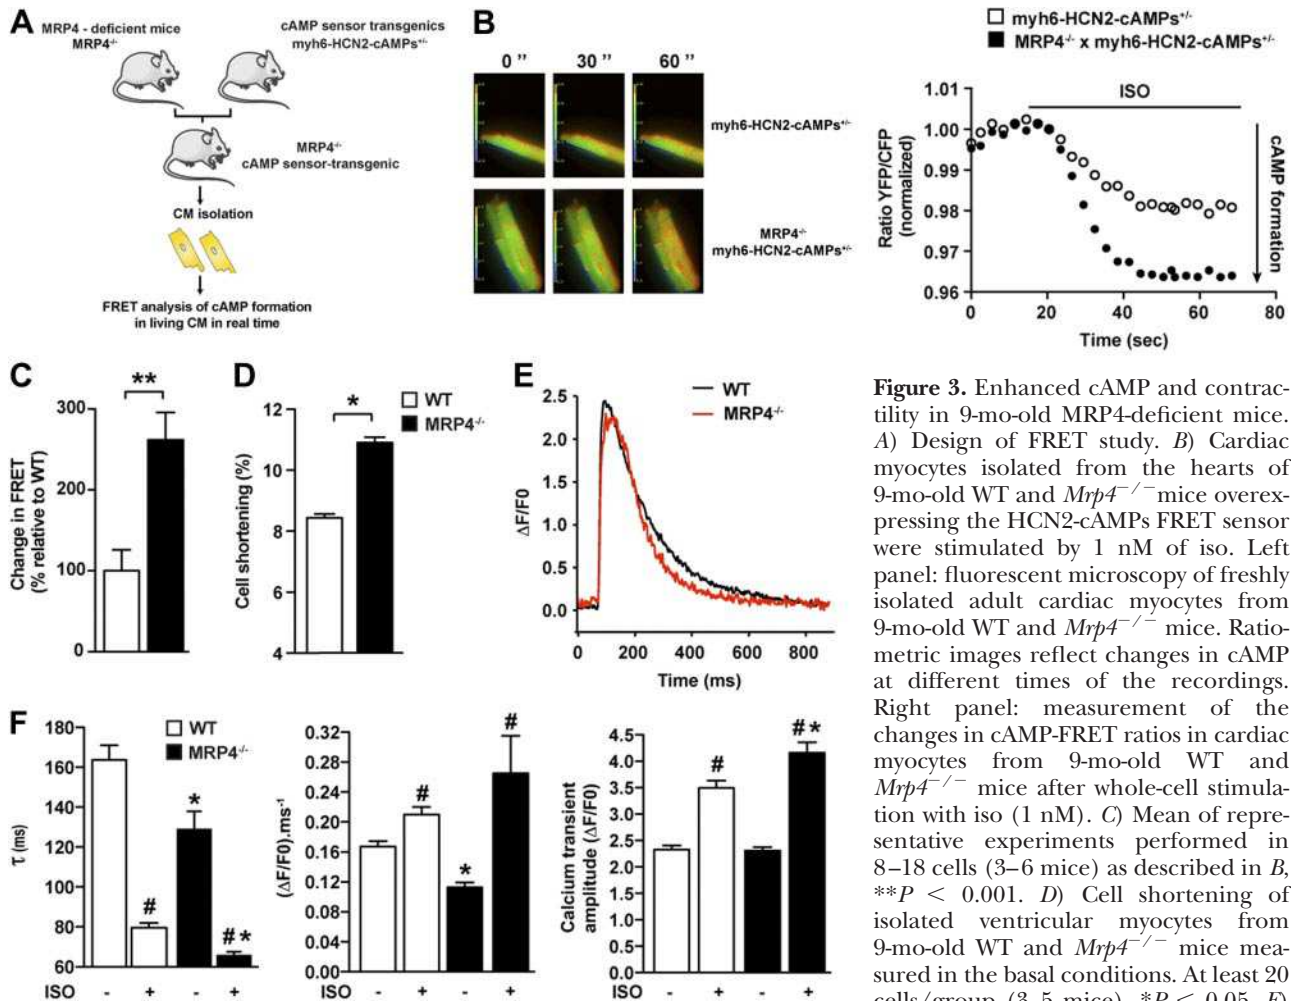 A
MRP4 - deficient mice
MRP4-/-
cAMP sensor transgenics
myh6-HCN2-cAMPs+/-
MRP4-/-
cAMP sensor-transgenic
CM isolation
FRET analysis of cAMP formation
in living CM in real time
B
0 ’’ 30 ’’ 60 ’’
myh6-HCN2-cAMPs+/-
MRP4-/-
myh6-HCN2-cAMPs+/-
myh6-HCN2-cAMPs+/-
MRP4-/- x myh6-HCN2-cAMPs+/-
ISO
Ratio YFP/CFP
(normalized)
1.01
1.00
0.99
0.98
0.97
0.96
0 20 40 60 80
Time (sec)
cAMP formation
C
**
Change in FRET
(% relative to WT)
300
200
100
0
D
*
WT
MRP4-/-
Cell shortening (%)
12
10
8
6
4
E
WT
MRP4-/-
ΔF/F0
2.5
2.0
1.5
1.0
0.5
0.0
0 200 400 600 800
Time (ms)
F
WT
MRP4-/-
τ (ms)
180
160
140
120
100
80
60
# * #*
ISO - + - +
(ΔF/F0).ms-1
0.32
0.28
0.24
0.20
0.16
0.12
0.08
0.04
0.00
# * #
ISO - + - +
Calcium transient
amplitude (ΔF/F0)
4.5
4.0
3.5
3.0
2.5
2.0
1.5
1.0
0.5
0.0
# #*
ISO - + - +
Figure 3. Enhanced cAMP and contrac-
tility in 9-mo-old MRP4-deficient mice.
A) Design of FRET study. B) Cardiac
myocytes isolated from the hearts of
9-mo-old WT and Mrp4−/− mice overex-
pressing the HCN2-cAMPs FRET sensor
were stimulated by 1 nM of iso. Left
panel: fluorescent microscopy of freshly
isolated adult cardiac myocytes from
9-mo-old WT and Mrp4−/− mice. Ratio-
metric images reflect changes in cAMP
at different times of the recordings.
Right panel: measurement of the
changes in cAMP-FRET ratios in cardiac
myocytes from 9-mo-old WT and
Mrp4−/− mice after whole-cell stimula-
tion with iso (1 nM). C) Mean of repre-
sentative experiments performed in
8–18 cells (3–6 mice) as described in B,
**P < 0.001. D) Cell shortening of
isolated ventricular myocytes from
9-mo-old WT and Mrp4−/− mice mea-
sured in the basal conditions. At least 20
cells/group (3–5 mice). *P < 0.05. E)